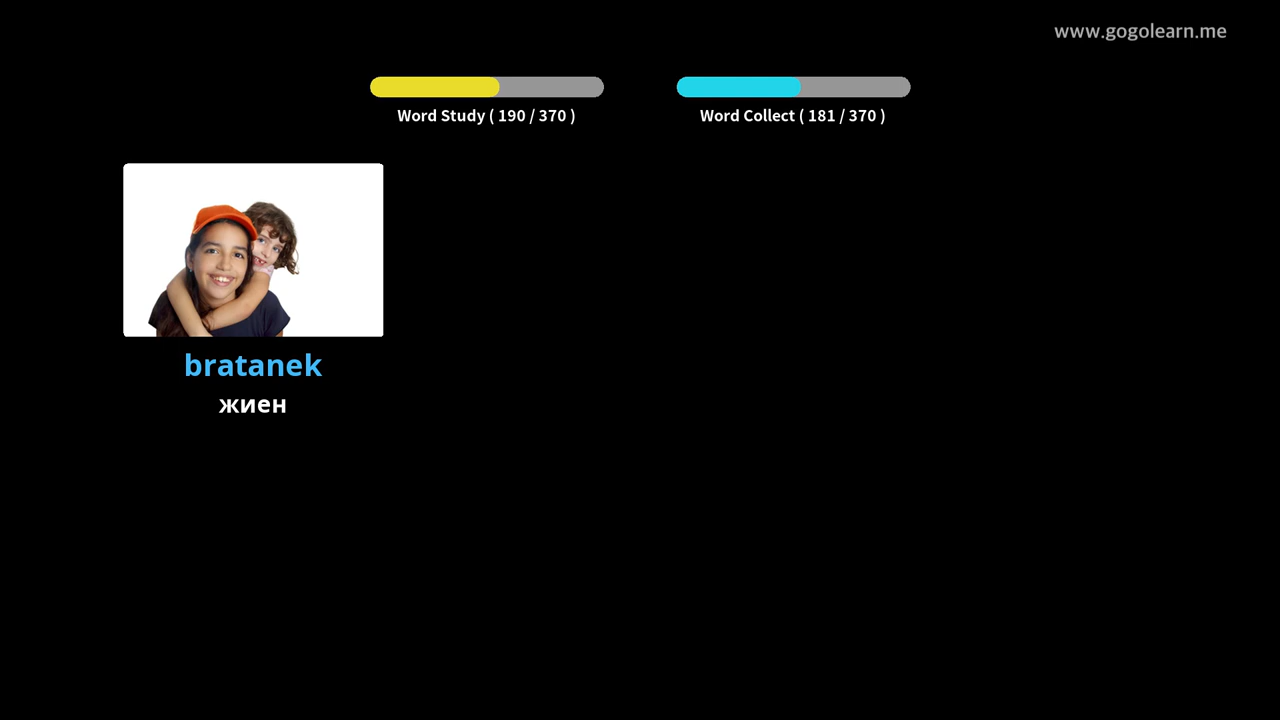 www.gogolearn.me
Word Study ( 190 / 370 )
Word Collect ( 181 / 370 )
bratanek
жиен